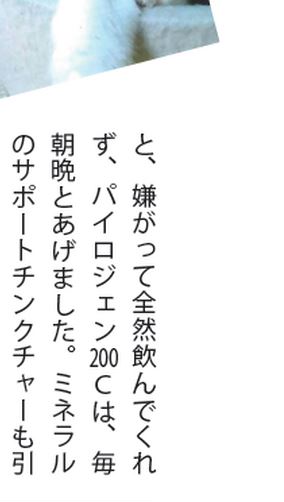 と、嫌がって全然飲んでくれ
ず、パイロジェン200Ｃは、毎
朝晩とあげました。ミネラル
のサポートチンクチャーも引